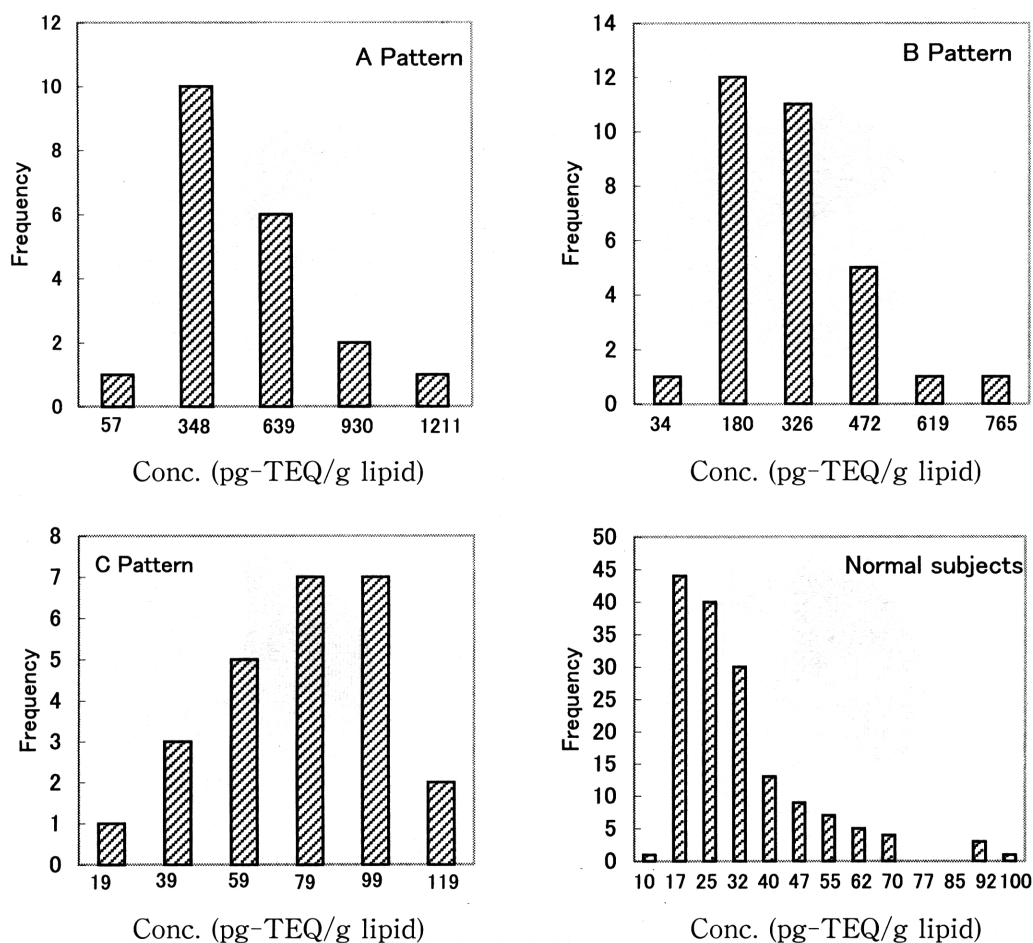 A Pattern
Frequency
12
10
8
6
4
2
0
57 348 639 930 1211
Conc. (pg-TEQ/g lipid)
B Pattern
Frequency
14
12
10
8
6
4
2
0
34 180 326 472 619 765
Conc. (pg-TEQ/g lipid)
C Pattern
Frequency
8
7
6
5
4
3
2
1
0
19 39 59 79 99 119
Conc. (pg-TEQ/g lipid)
Normal subjects
Frequency
50
45
40
35
30
25
20
15
10
5
0
10 17 25 32 40 47 55 62 70 77 85 92 100
Conc. (pg-TEQ/g lipid)